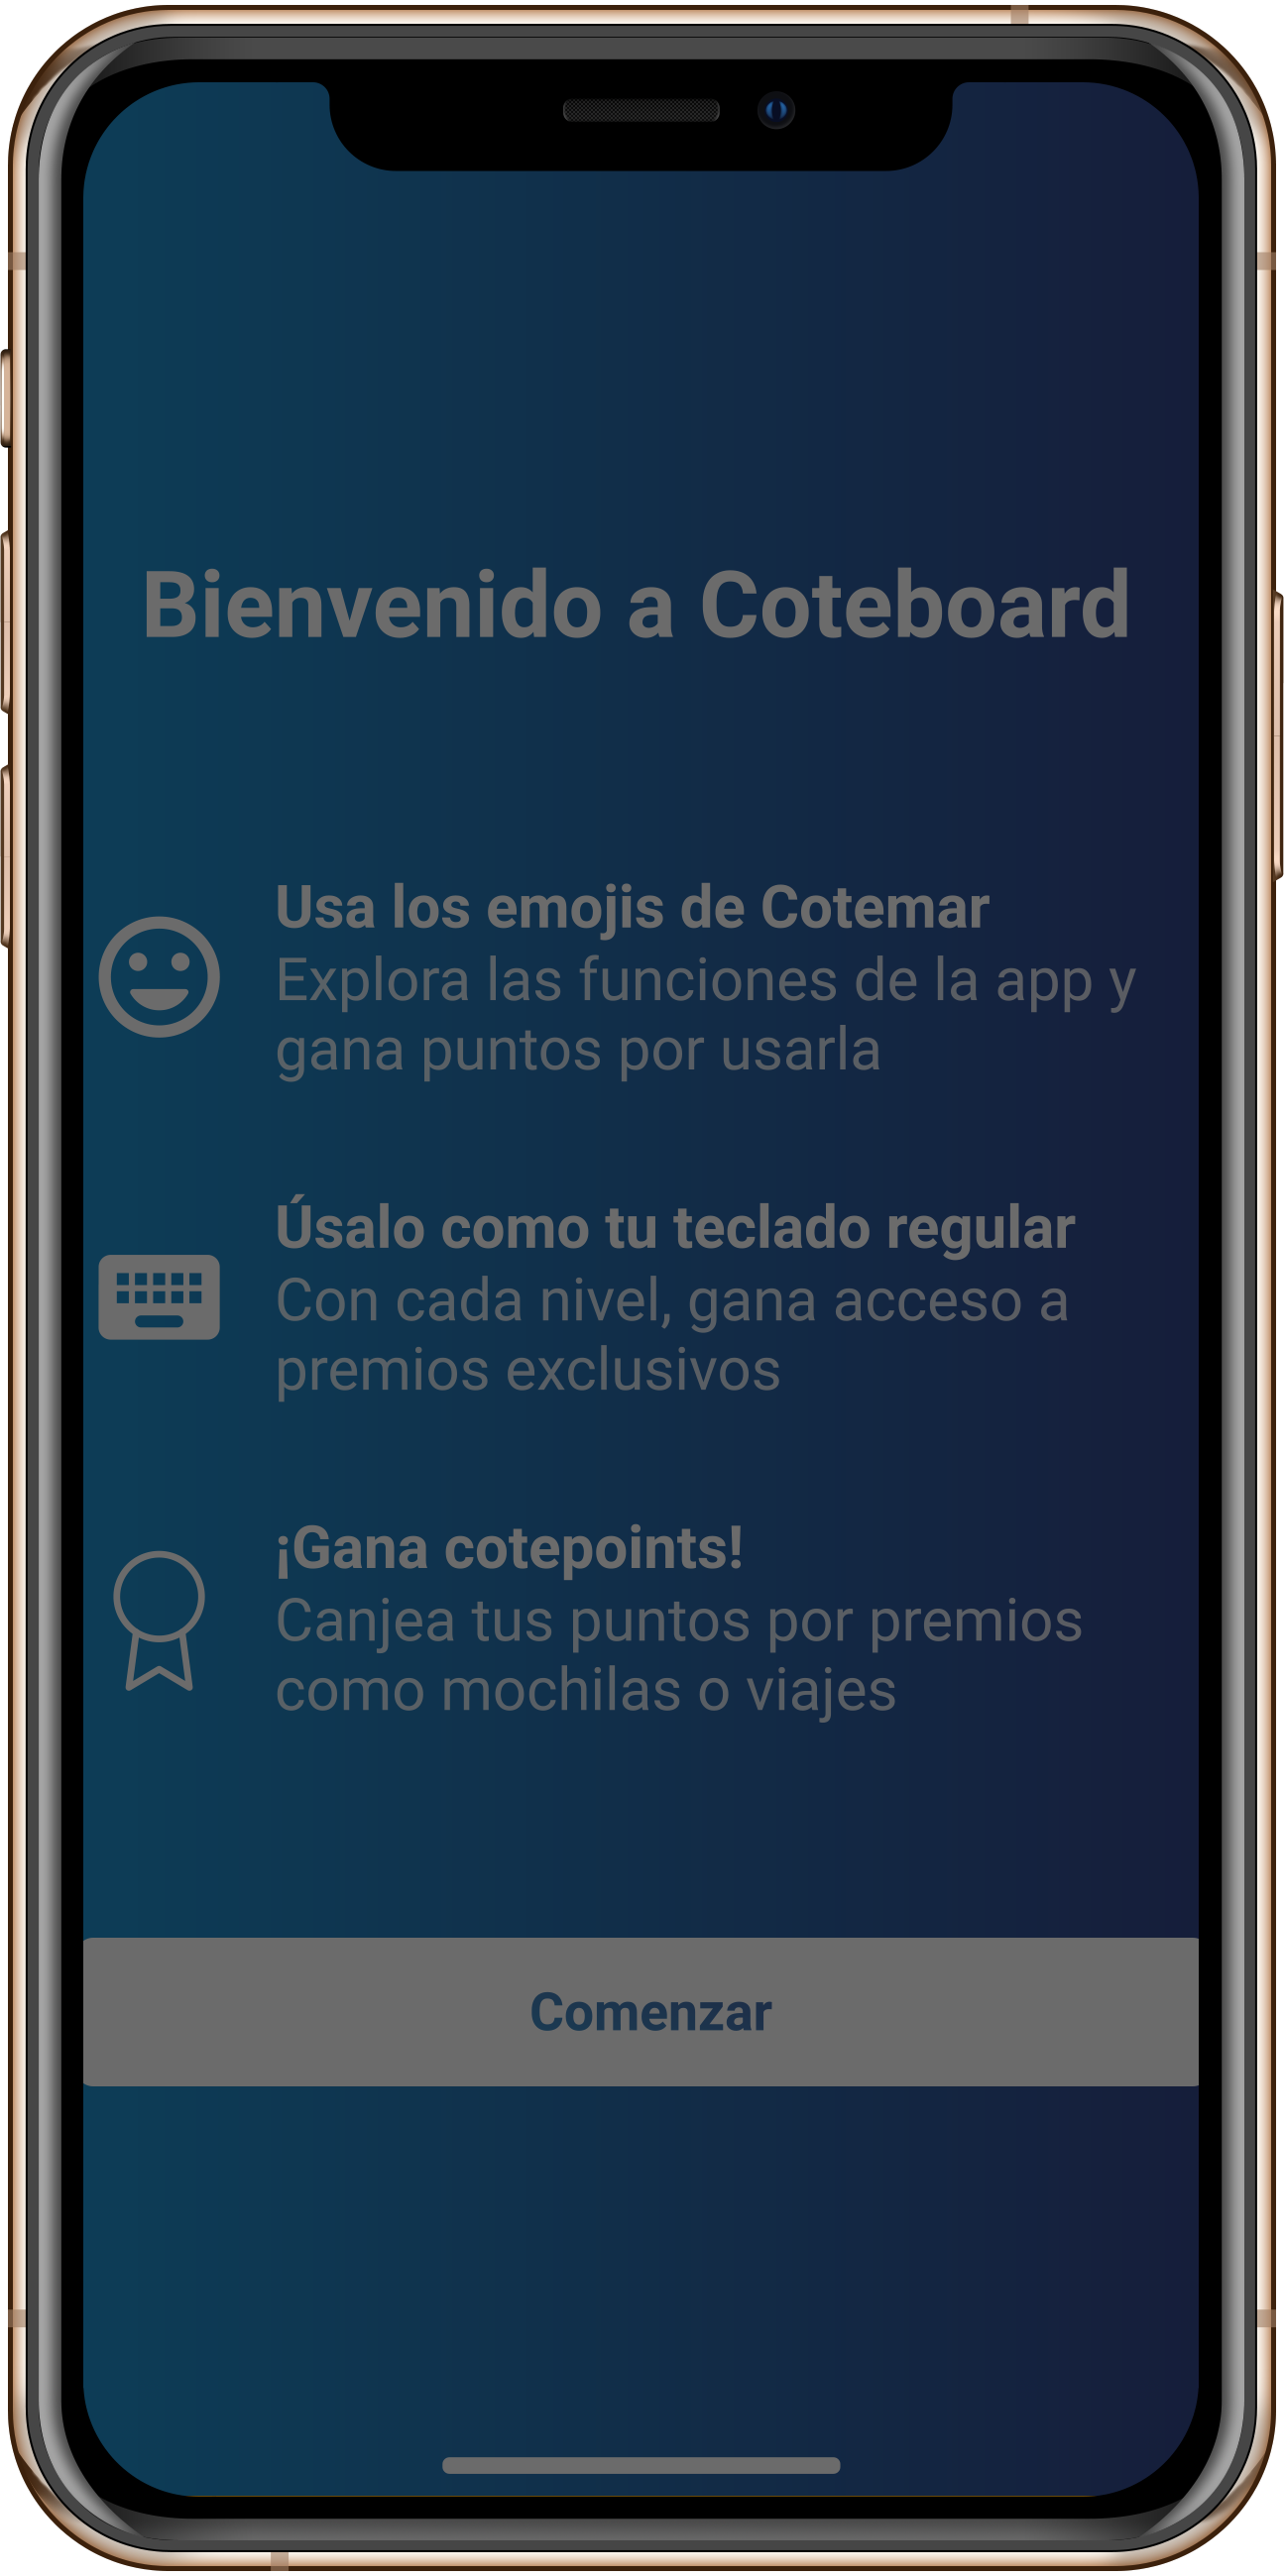 Bienvenido a Coteboard
Usa los emojis de Cotemar
Explora las funciones de la app y
gana puntos por usarla
Úsalo como tu teclado regular
Con cada nivel, gana acceso a
premios exclusivos
¡Gana cotepoints!
Canjea tus puntos por premios
como mochilas o viajes
Comenzar